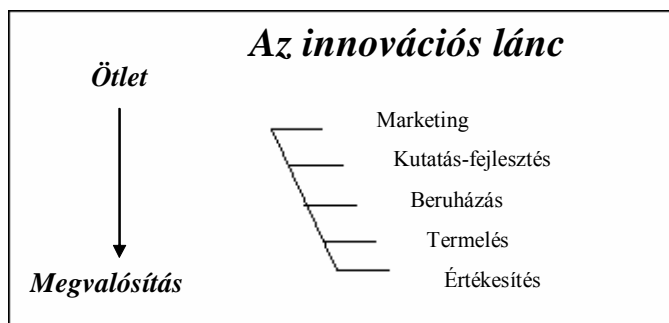 Az innovációs lánc
Ötlet
Marketing
Kutatás-fejlesztés
Beruházás
Termelés
Értékesítés
Megvalósítás